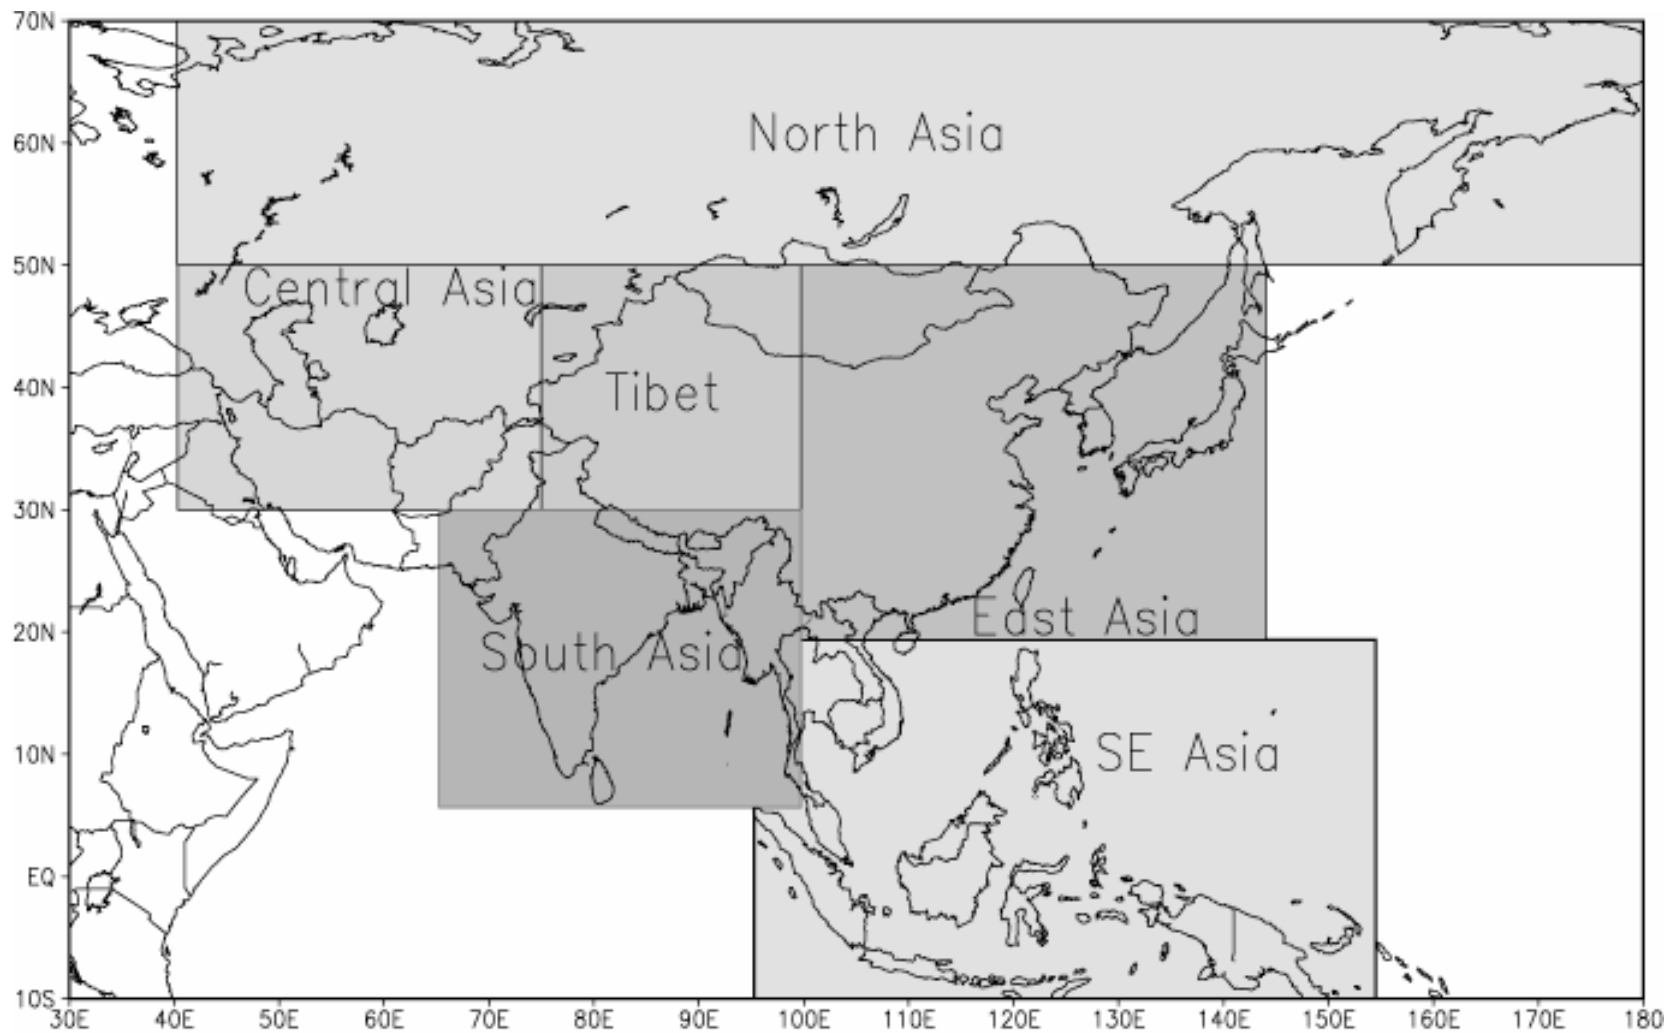 70N
60N
North Asia
50N
Central Asia
40N
Tibet
30N
20N
East Asia
South Asia
10N
SE Asia
EQ
10S
30E 40E 50E 60E 70E 80E 90E 100E 110E 120E 130E 140E 150E 160E 170E 180